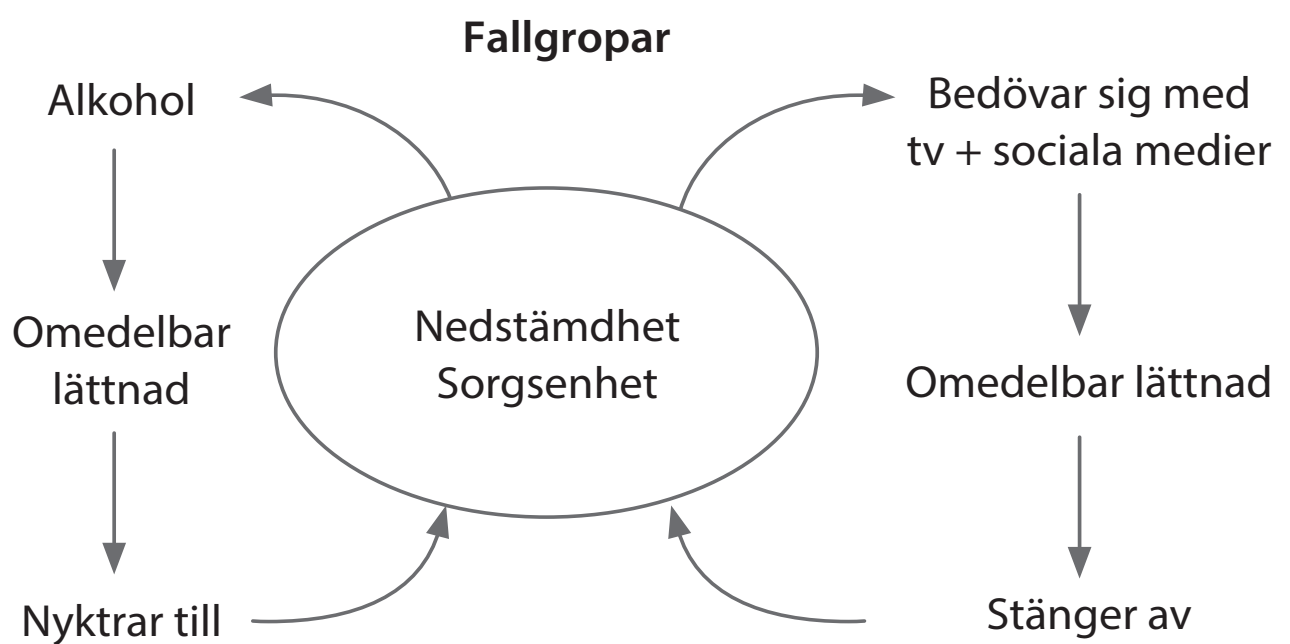 Fallgropar
Alkohol
Omedelbar
lättnad
Nyktrar till
Nedstämdhet
Sorgsenhet
Bedövar sig med
tv + sociala medier
Omedelbar lättnad
Stänger av